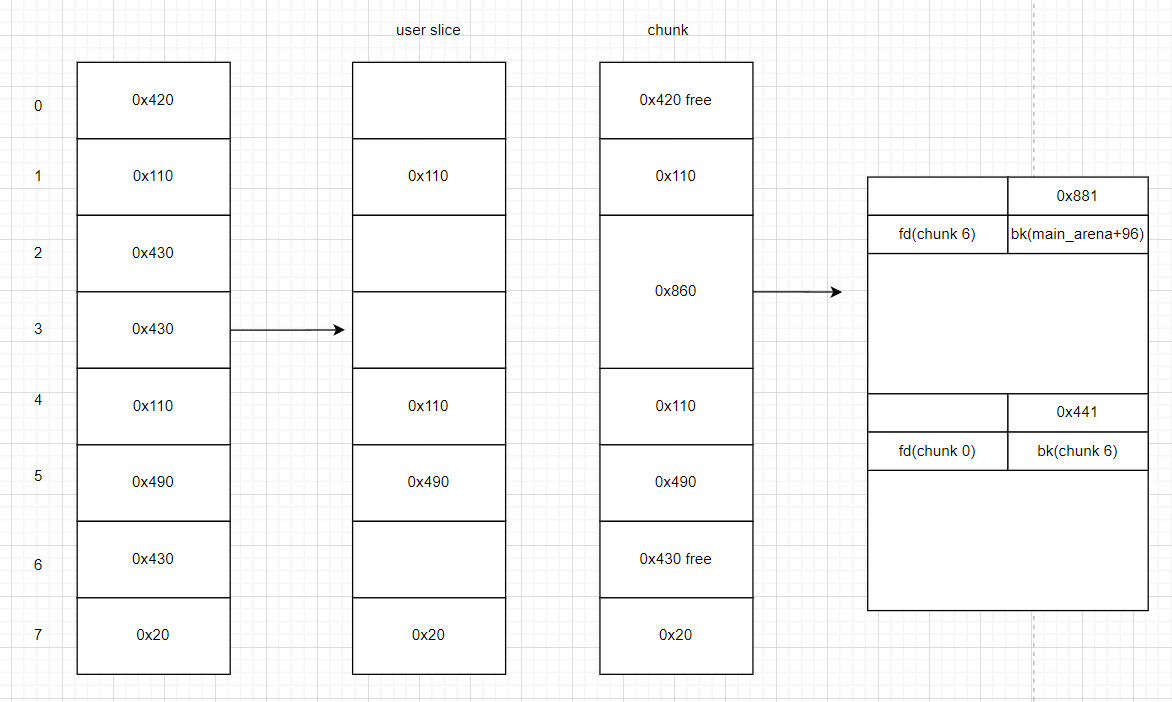 user slice
chunk
0
0x420
0x420 free
1
0x110
0x110
0x110
0x881
fd(chunk 6)
bk(main_arena+96)
2
0x430
0x860
3
0x430
4
0x110
0x110
0x110
0x441
fd(chunk 0)
bk(chunk 6)
5
0x490
0x490
0x490
6
0x430
0x430 free
7
0x20
0x20
0x20